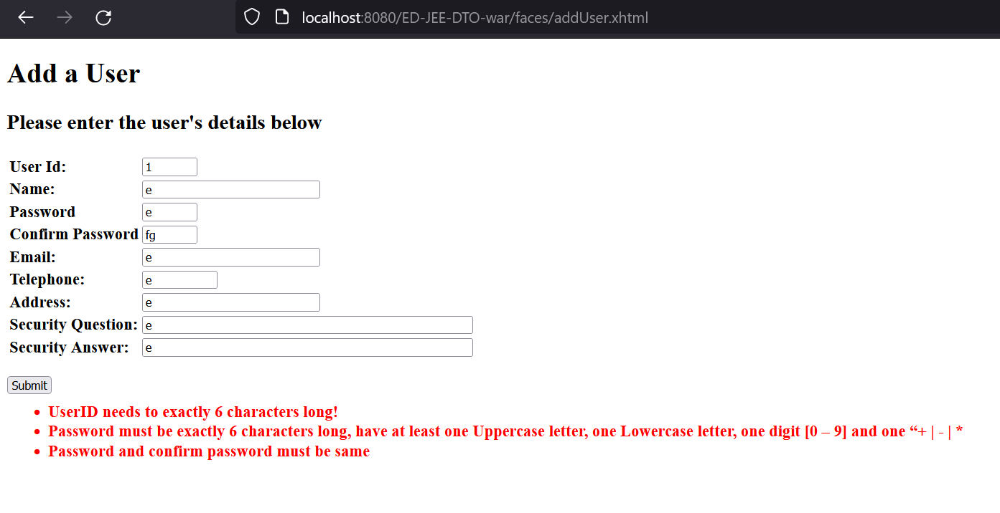 localhost:8080/ED-JEE-DTO-war/faces/addUser.xhtml
Add a User
Please enter the user's details below
User Id: 1
Name: e
Password e
Confirm Password fg
Email: e
Telephone: e
Address: e
Security Question: e
Security Answer: e
Submit
• UserID needs to exactly 6 characters long!
• Password must be exactly 6 characters long, have at least one Uppercase letter, one Lowercase letter, one digit [0 – 9] and one “+ | - | *
• Password and confirm password must be same